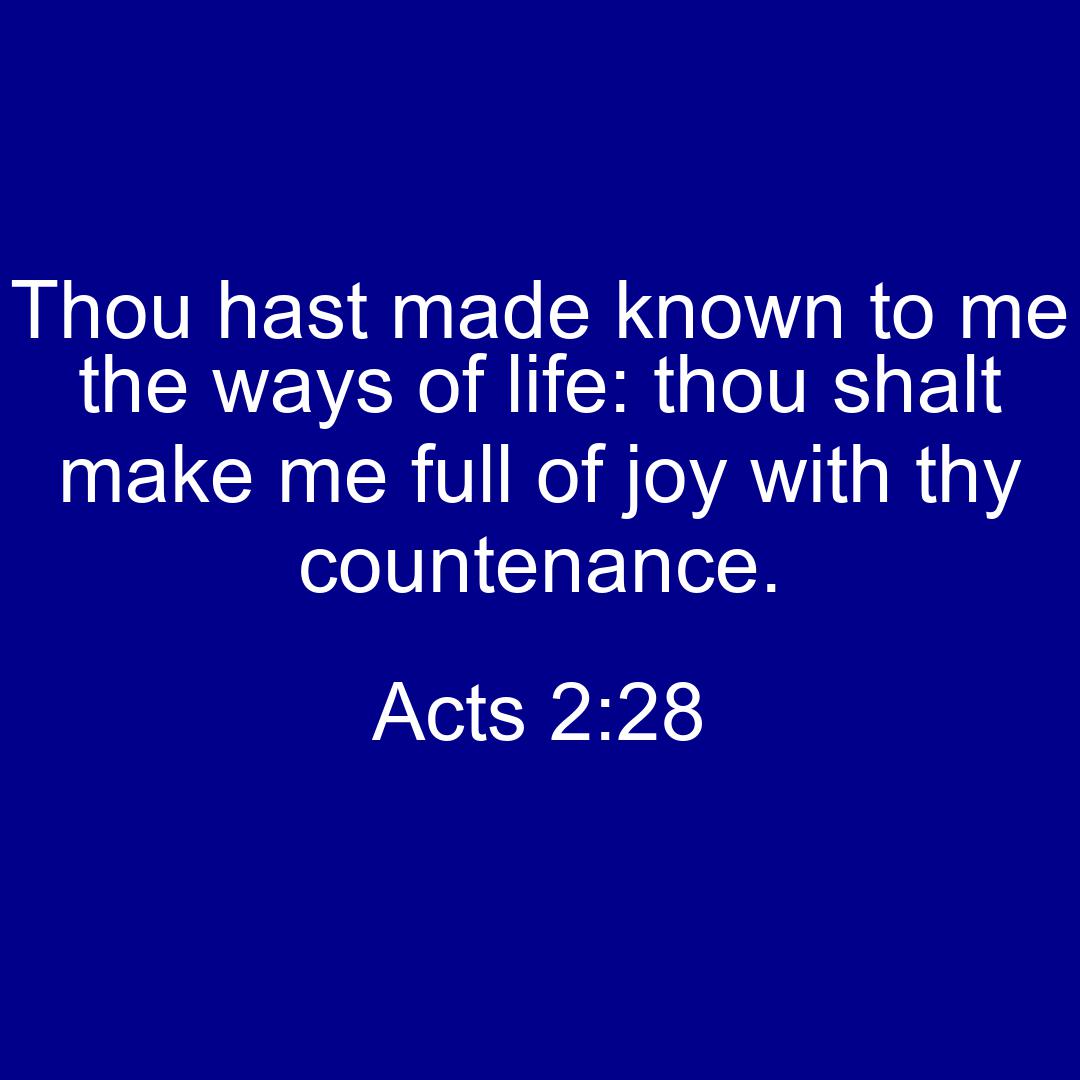 Thou hast made known to me
the ways of life: thou shalt
make me full of joy with thy
countenance.
Acts 2:28